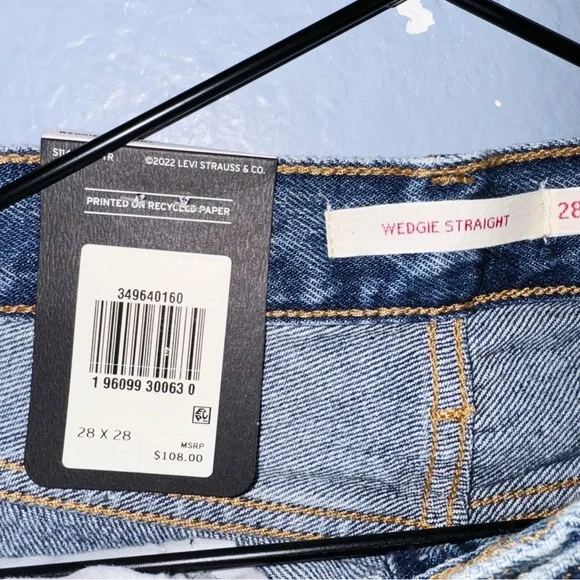 ©2022 LEVI STRAUSS & CO.
PRINTED ON RECYCLED PAPER
349640160
1 96099 30063 0
28 X 28
MSRP
$108.00
WEDGIE STRAIGHT
28